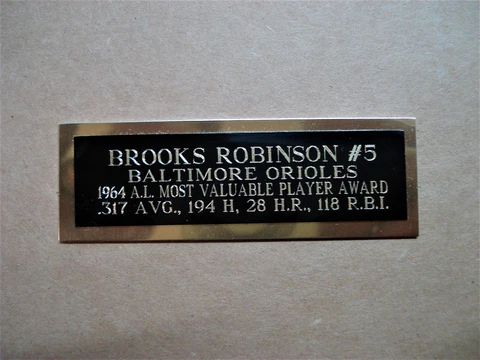 BROOKS ROBINSON #5
BALTIMORE ORIOLES
1964 A.L. MOST VALUABLE PLAYER AWARD
.317 AVG., 194 H, 28 H.R., 118 R.B.I.